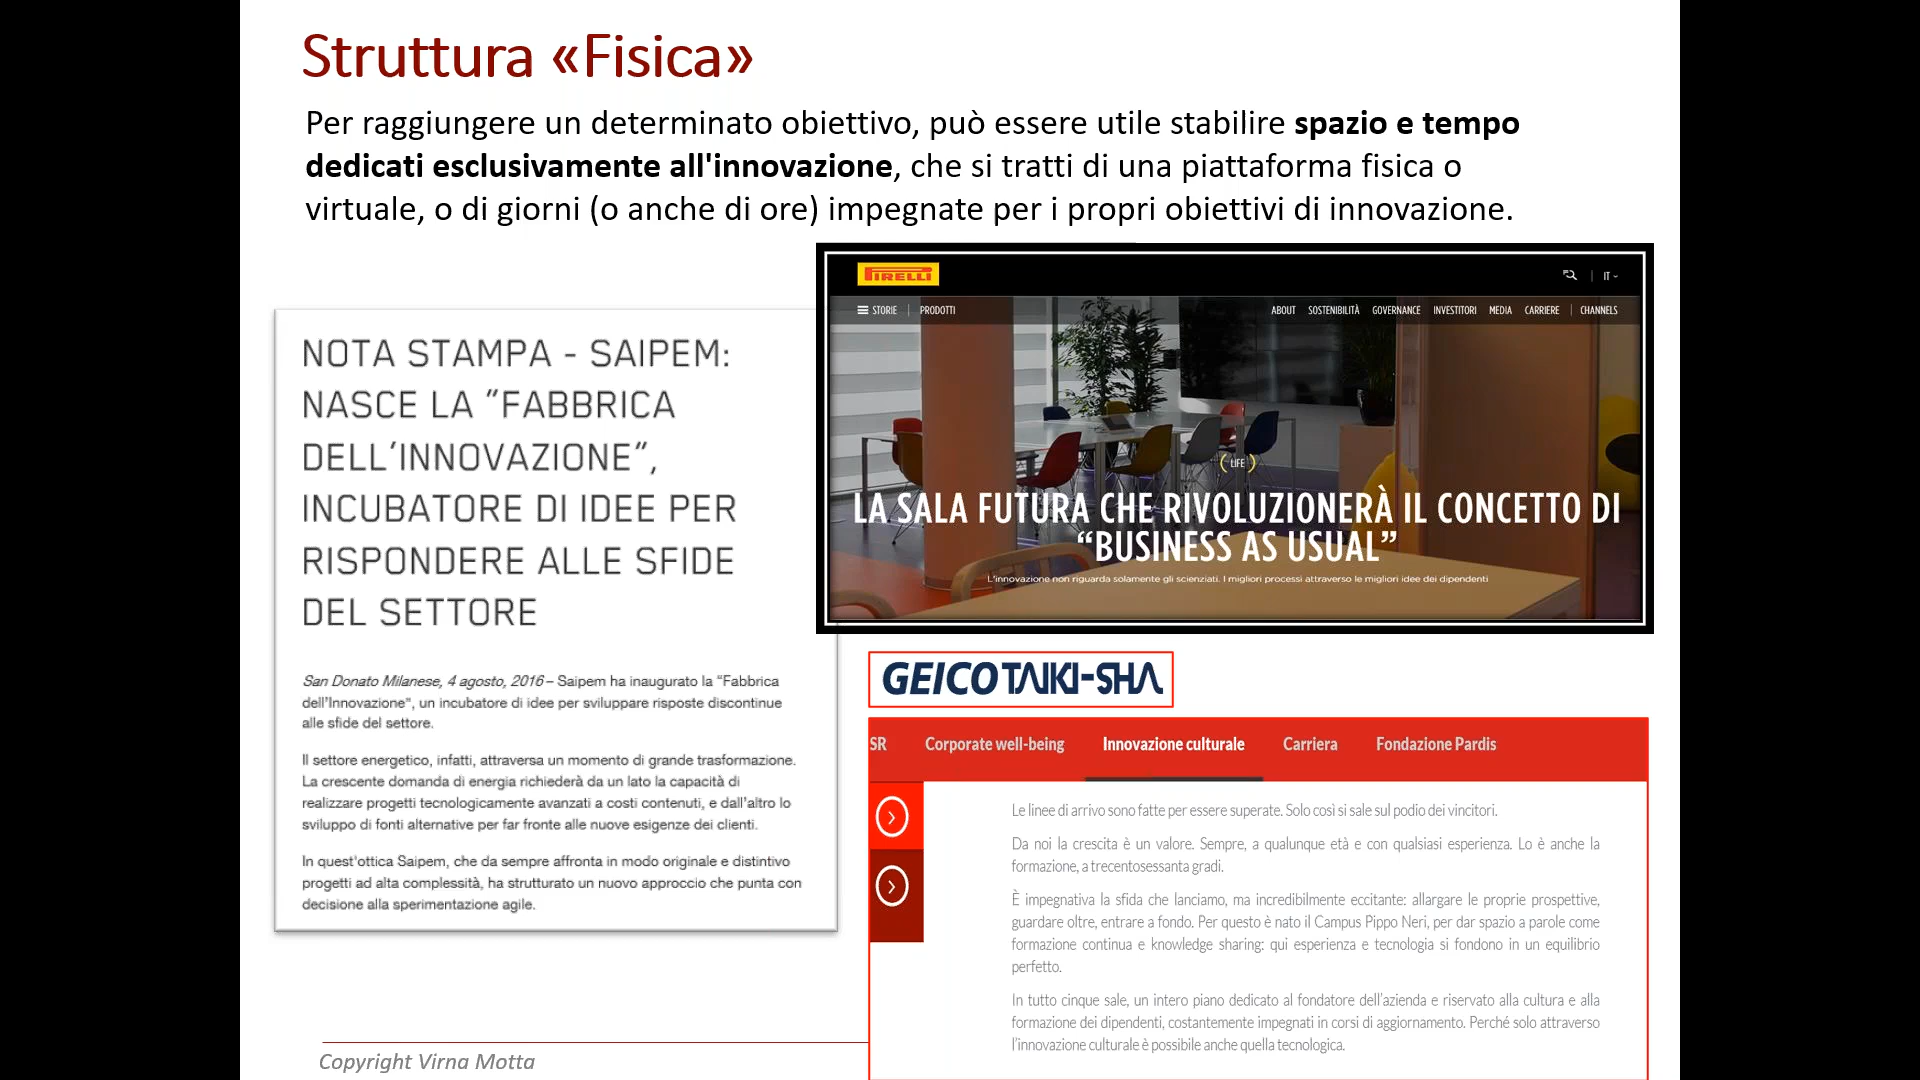 Struttura «Fisica»
Per raggiungere un determinato obiettivo, può essere utile stabilire spazio e tempo
dedicati esclusivamente all'innovazione, che si tratti di una piattaforma fisica o
virtuale, o di giorni (o anche di ore) impegnate per i propri obiettivi di innovazione.
NOTA STAMPA - SAIPEM:
NASCE LA “FABBRICA
DELL’INNOVAZIONE”,
INCUBATORE DI IDEE PER
RISPONDERE ALLE SFIDE
DEL SETTORE
San Donato Milanese, 4 agosto, 2016 – Saipem ha inaugurato la “Fabbrica
dell’Innovazione”, un incubatore di idee per sviluppare risposte discontinue
alle sfide del settore.
Il settore energetico, infatti, attraversa un momento di grande trasformazione.
La crescente domanda di energia richiederà da un lato la capacità di
realizzare progetti tecnologicamente avanzati a costi contenuti, e dall’altro lo
sviluppo di fonti alternative per far fronte alle nuove esigenze dei clienti.
In quest'ottica Saipem, che da sempre affronta in modo originale e distintivo
progetti ad alta complessità, ha strutturato un nuovo approccio che punta con
decisione alla sperimentazione agile.
PIRELLI
IT
STORIE | PRODOTTI
ABOUT SOSTENIBILITÀ GOVERNANCE INVESTITORI MEDIA CARRIERE | CHANNELS
( LIFE )
LA SALA FUTURA CHE RIVOLUZIONERÀ IL CONCETTO DI
“BUSINESS AS USUAL”
L'innovazione non riguarda solamente gli scienziati. I migliori processi attraverso le migliori idee dei dipendenti
GEICO TAIKI-SHA
SR Corporate well-being Innovazione culturale Carriera Fondazione Pardis
Le linee di arrivo sono fatte per essere superate. Solo così si sale sul podio dei vincitori.
Da noi la crescita è un valore. Sempre, a qualunque età e con qualsiasi esperienza. Lo è anche la
formazione, a trecentosessanta gradi.
È impegnativa la sfida che lanciamo, ma incredibilmente eccitante: allargare le proprie prospettive,
guardare oltre, entrare a fondo. Per questo è nato il Campus Pippo Neri, per dar spazio a parole come
formazione continua e knowledge sharing: qui esperienza e tecnologia si fondono in un equilibrio
perfetto.
In tutto cinque sale, un intero piano dedicato al fondatore dell’azienda e riservato alla cultura e alla
formazione dei dipendenti, costantemente impegnati in corsi di aggiornamento. Perché solo attraverso
l’innovazione culturale è possibile anche quella tecnologica.
Copyright Virna Motta